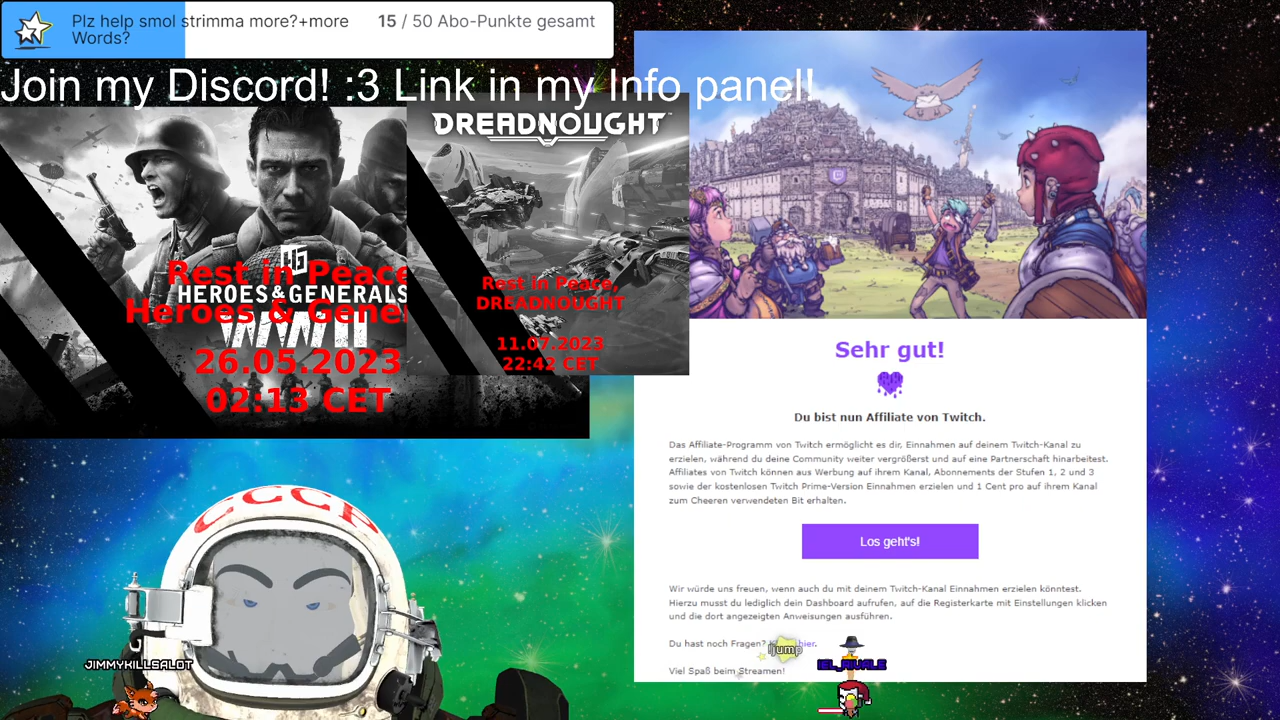 Plz help smol strimma more?+more
Words?
15 / 50 Abo-Punkte gesamt
Join my Discord! :3 Link in my Info panel!
DREADNOUGHT
Rest in Peace
HEROES & GENERALS
WWII
26.05.2023
02:13 CET
Rest in Peace,
DREADNOUGHT
11.07.2023
22:42 CET
Sehr gut!
Du bist nun Affiliate von Twitch.
Das Affiliate-Programm von Twitch ermöglicht es dir, Einnahmen auf deinem Twitch-Kanal zu
erzielen, während du deine Community weiter vergrößerst und auf eine Partnerschaft hinarbeitest.
Affiliates von Twitch können aus Werbung auf ihrem Kanal, Abonnements der Stufen 1, 2 und 3
sowie der kostenlosen Twitch Prime-Version Einnahmen erzielen und 1 Cent pro auf ihrem Kanal
zum Cheeren verwendeten Bit erhalten.
Los geht's!
Wir würde uns freuen, wenn auch du mit deinem Twitch-Kanal Einnahmen erzielen könntest.
Hierzu musst du lediglich dein Dashboard aufrufen, auf die Registerkarte mit Einstellungen klicken
und die dort angezeigten Anweisungen ausführen.
Du hast noch Fragen? hier.
!jump
Viel Spaß beim Streamen!
СССР
JIMMYKILLSALOT